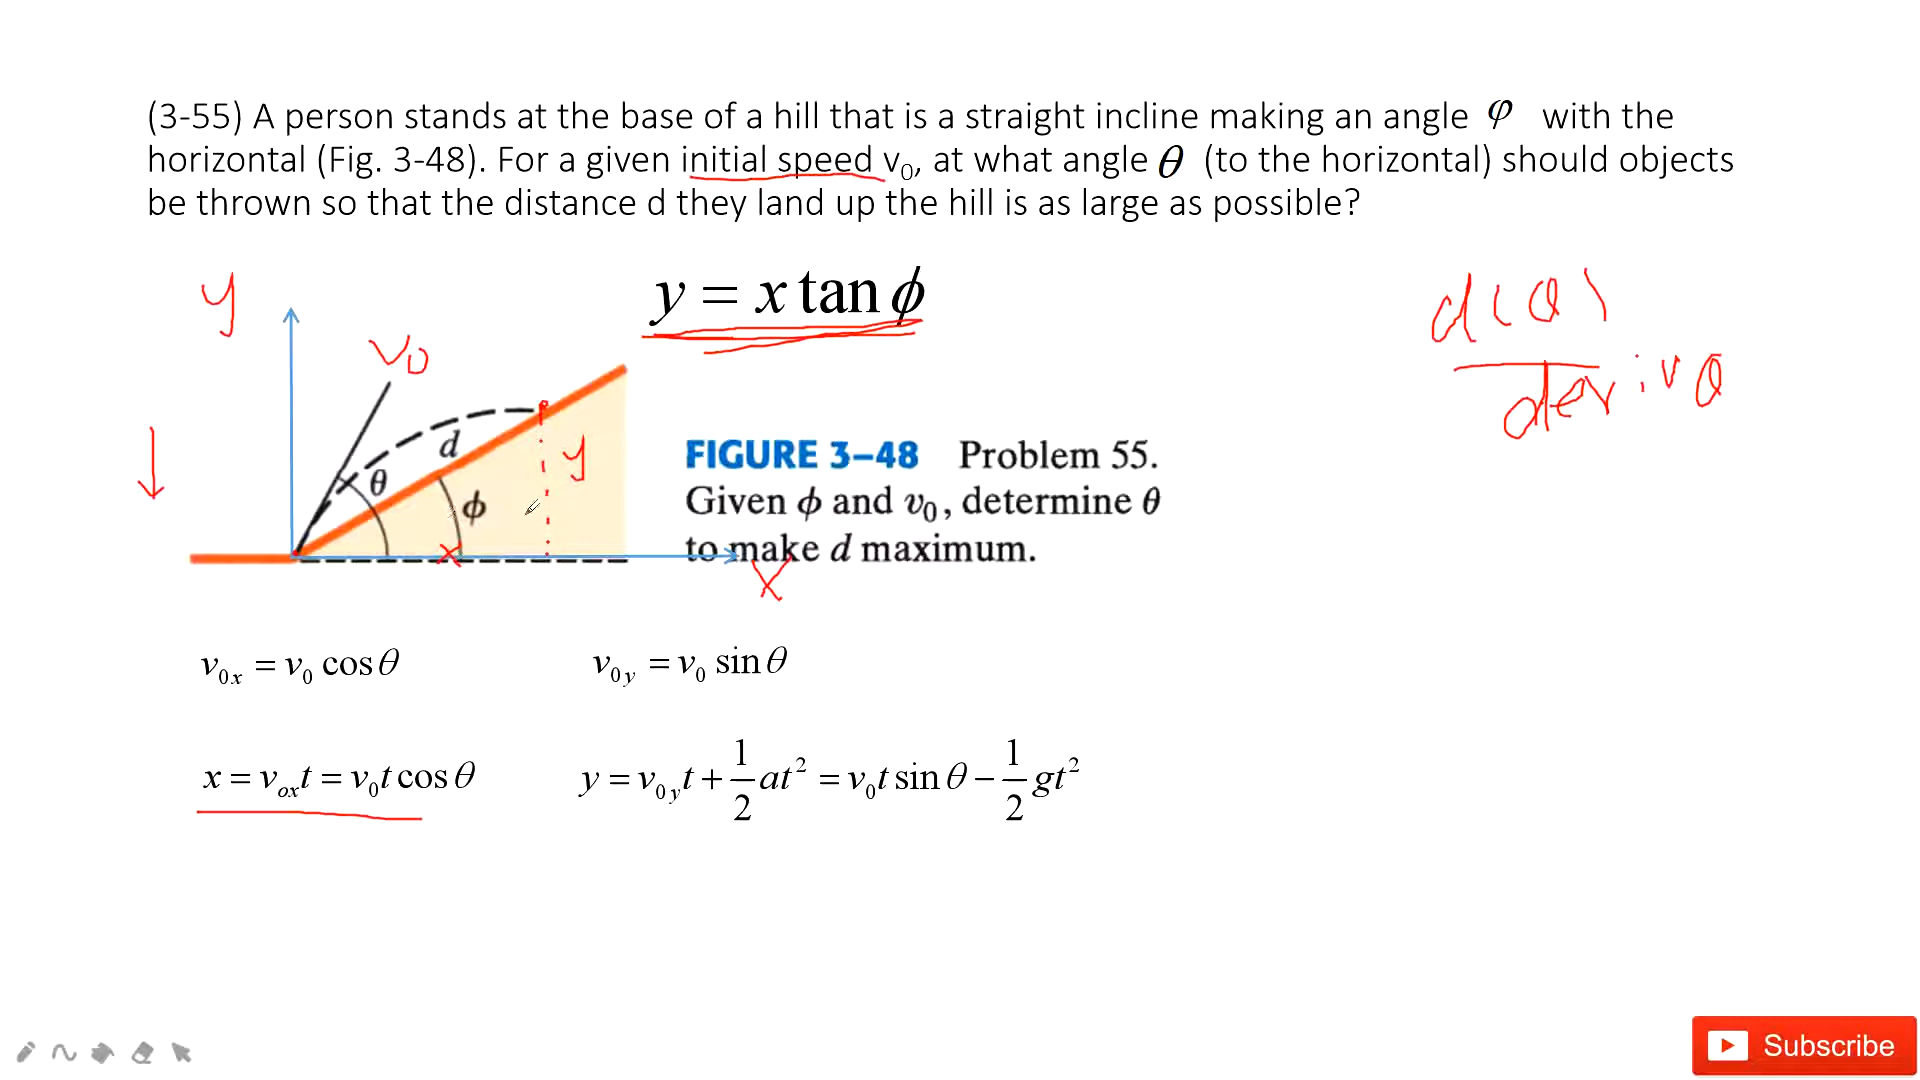 (3-55) A person stands at the base of a hill that is a straight incline making an angle φ with the
horizontal (Fig. 3-48). For a given initial speed v₀, at what angle θ (to the horizontal) should objects
be thrown so that the distance d they land up the hill is as large as possible?
y = x tan ϕ
y
v₀
d
θ
ϕ
y
x
x
d(θ)
deriv θ
FIGURE 3–48 Problem 55.
Given ϕ and v₀, determine θ
to make d maximum.
v₀ₓ = v₀ cos θ
v₀y = v₀ sin θ
x = vₒₓt = v₀t cos θ
y = v₀yt + 1/2 at² = v₀t sin θ − 1/2 gt²
Subscribe